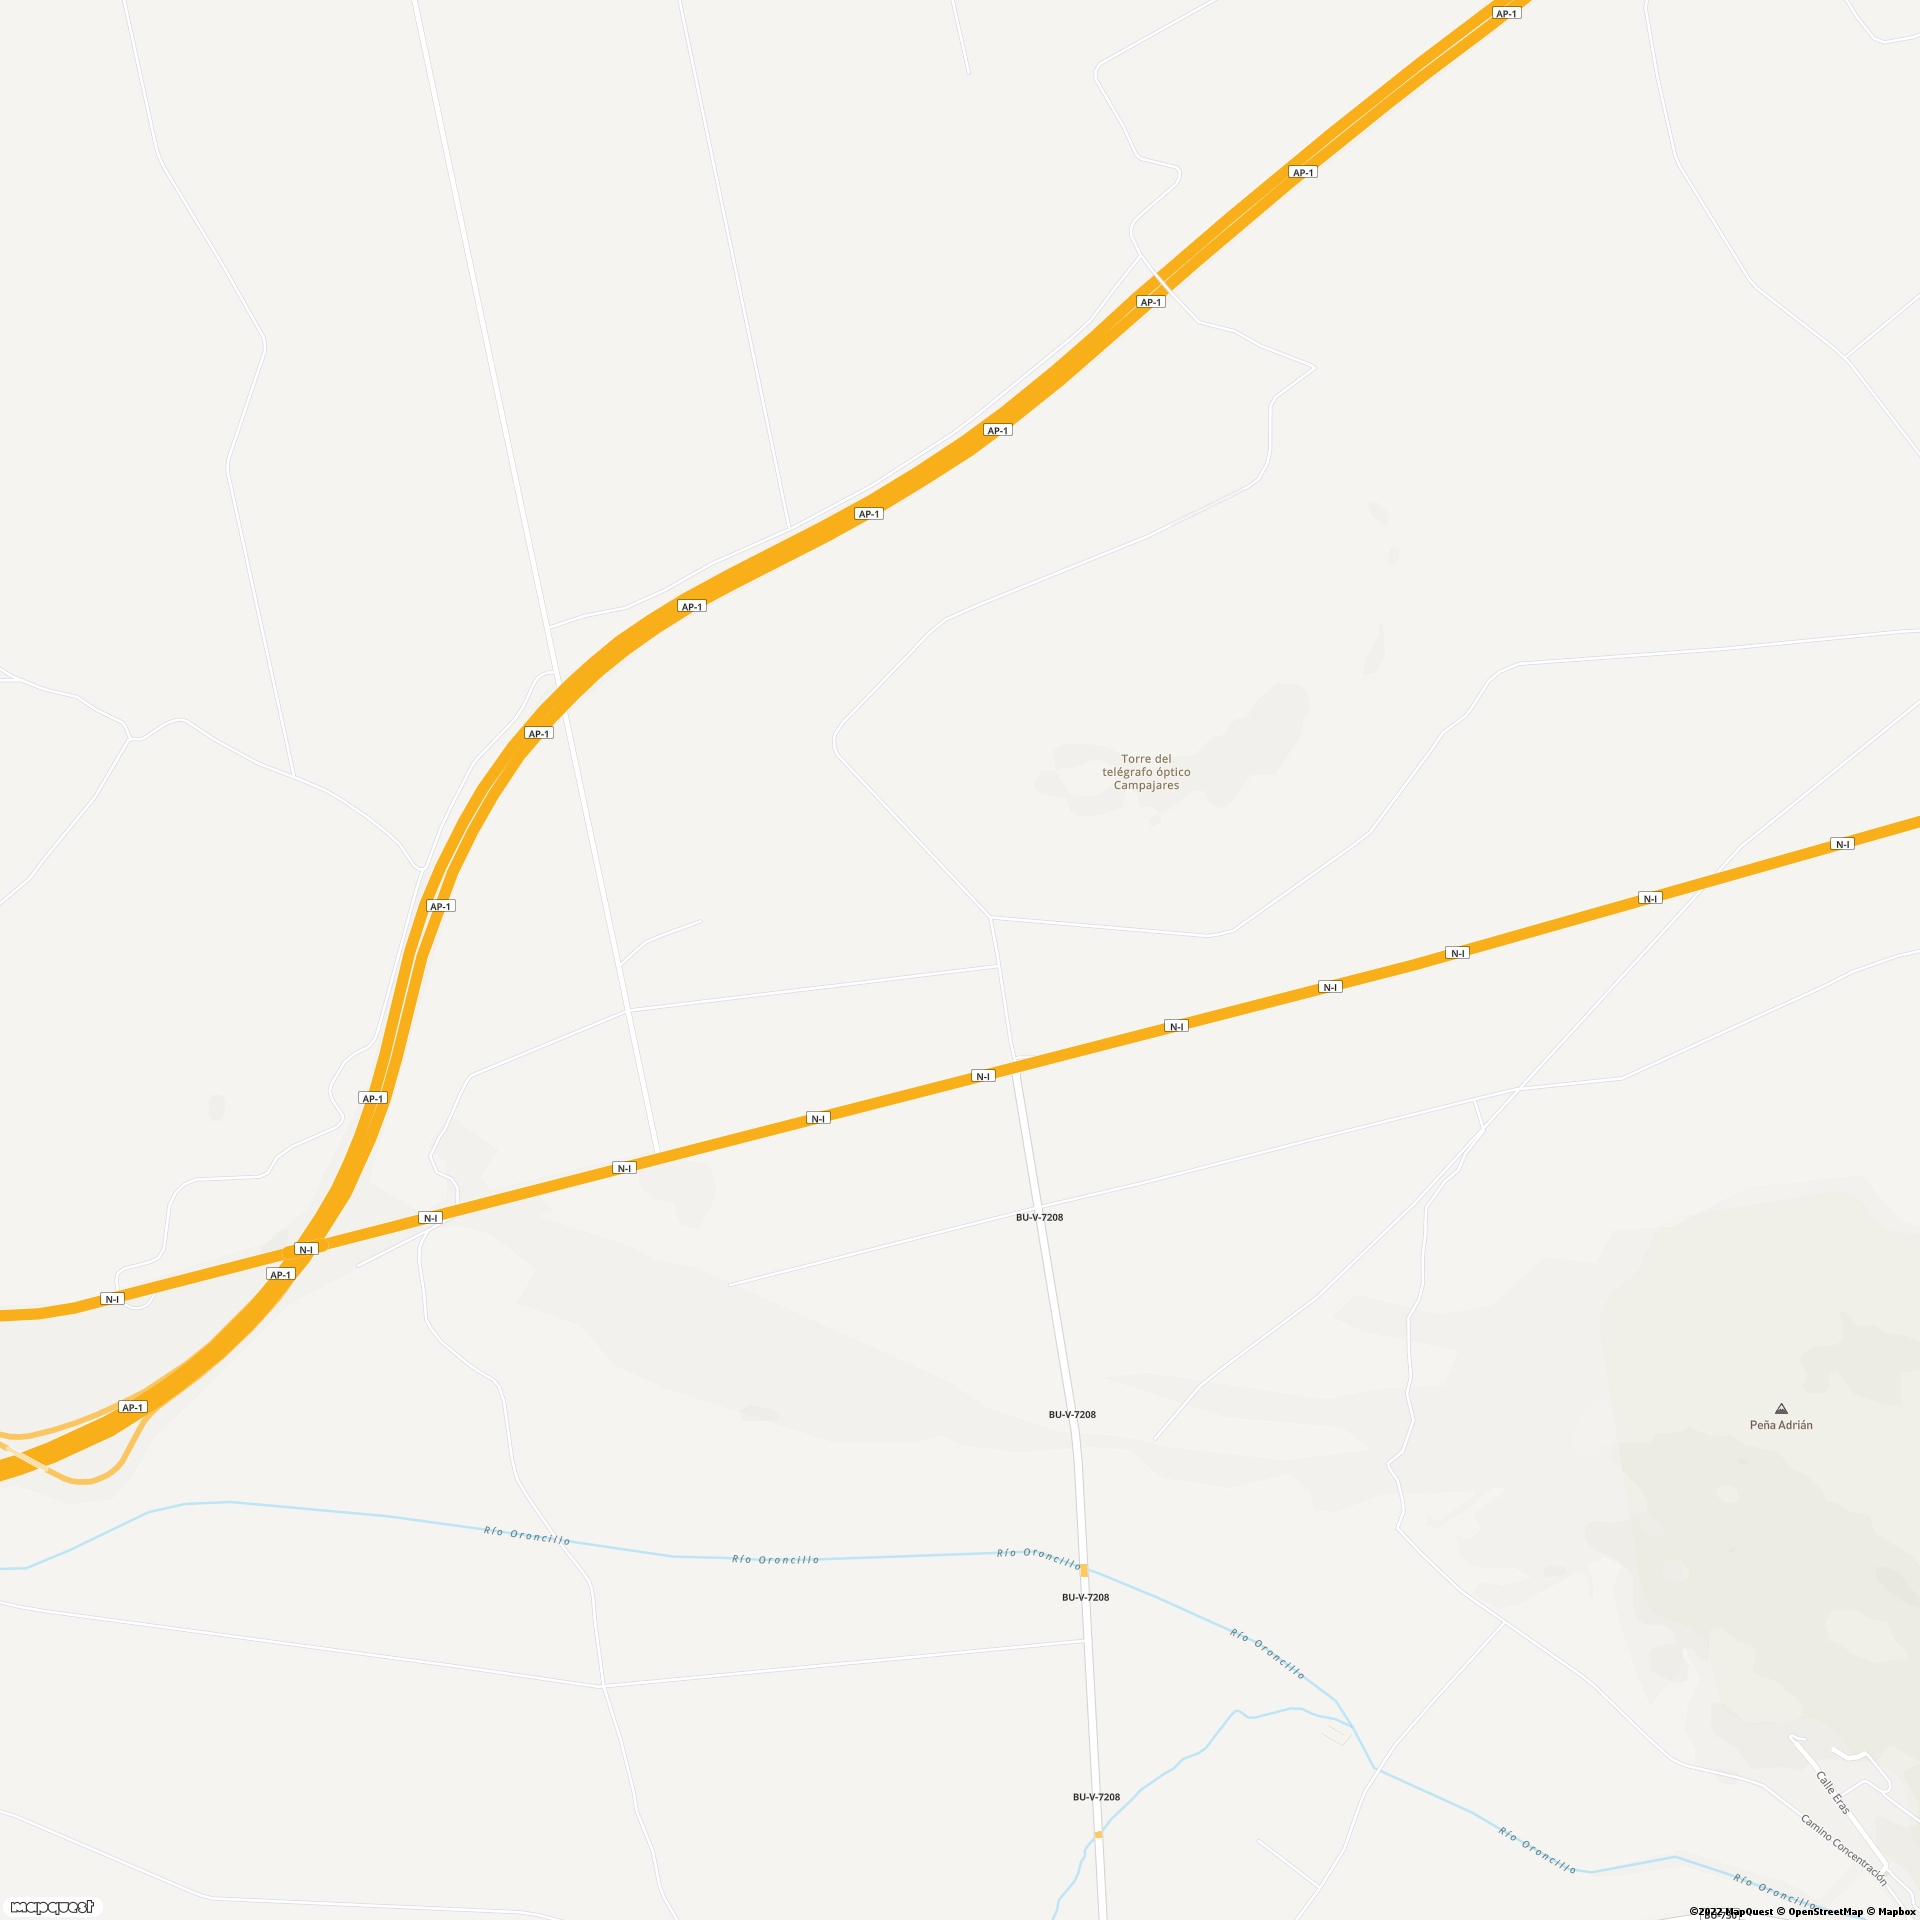 AP-1
AP-1
AP-1
AP-1
AP-1
AP-1
AP-1
Torre del
telégrafo óptico
Campajares
N-I
N-I
AP-1
N-I
N-I
N-I
N-I
AP-1
N-I
N-I
N-I
BU-V-7208
N-I
AP-1
N-I
AP-1
BU-V-7208
Peña Adrián
Río Oroncillo
Río Oroncillo
Río Oroncillo
BU-V-7208
Río Oroncillo
BU-V-7208
Calle Eras
Camino Concentración
Río Oroncillo
Río Oroncillo
mapquest
©2022 MapQuest © OpenStreetMap © Mapbox